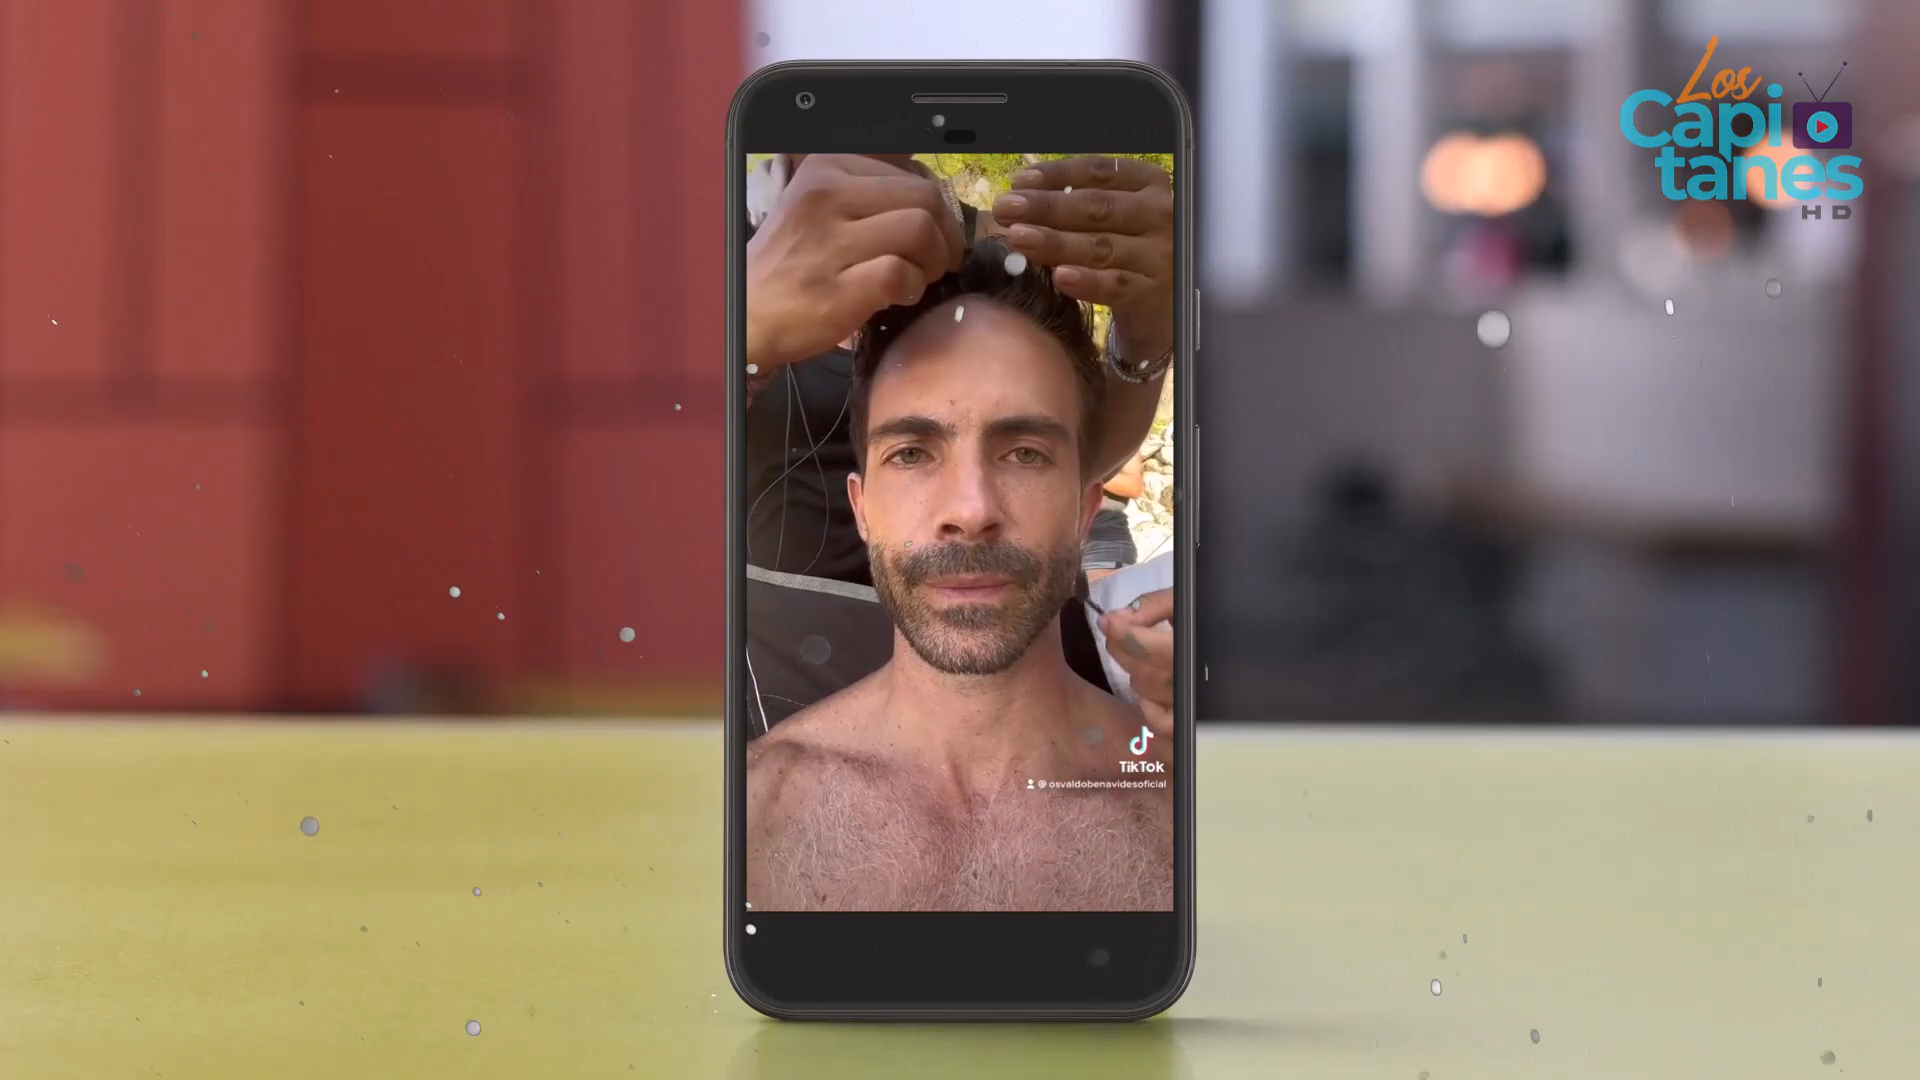 Los
Capi
tanes
HD
TikTok
@ osvaldobenavidesoficial